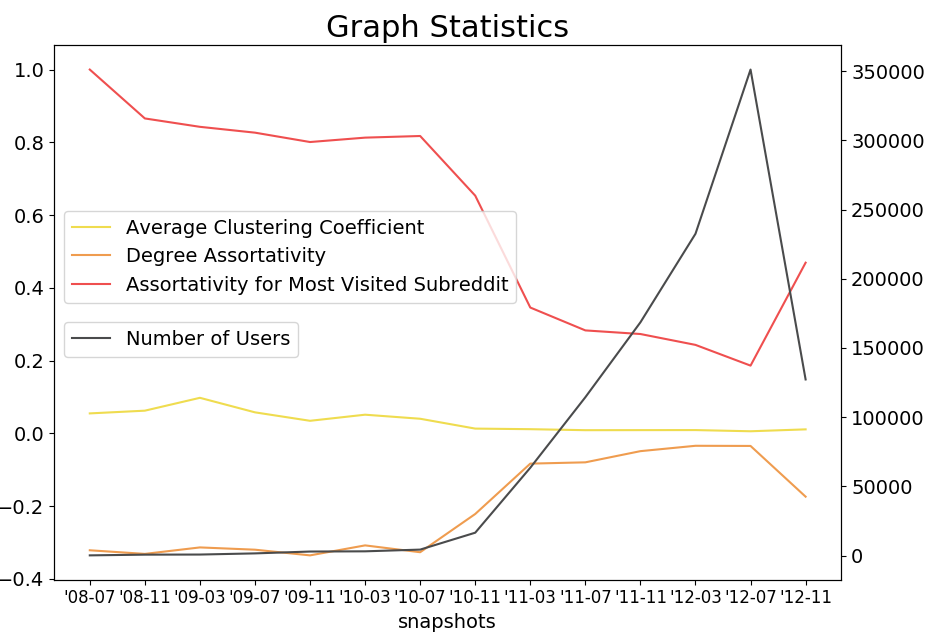 Graph Statistics
1.0
0.8
0.6
0.4
0.2
0.0
−0.2
−0.4
350000
300000
250000
200000
150000
100000
50000
0
Average Clustering Coefficient
Degree Assortativity
Assortativity for Most Visited Subreddit
Number of Users
'08-07 '08-11 '09-03 '09-07 '09-11 '10-03 '10-07 '10-11 '11-03 '11-07 '11-11 '12-03 '12-07 '12-11
snapshots